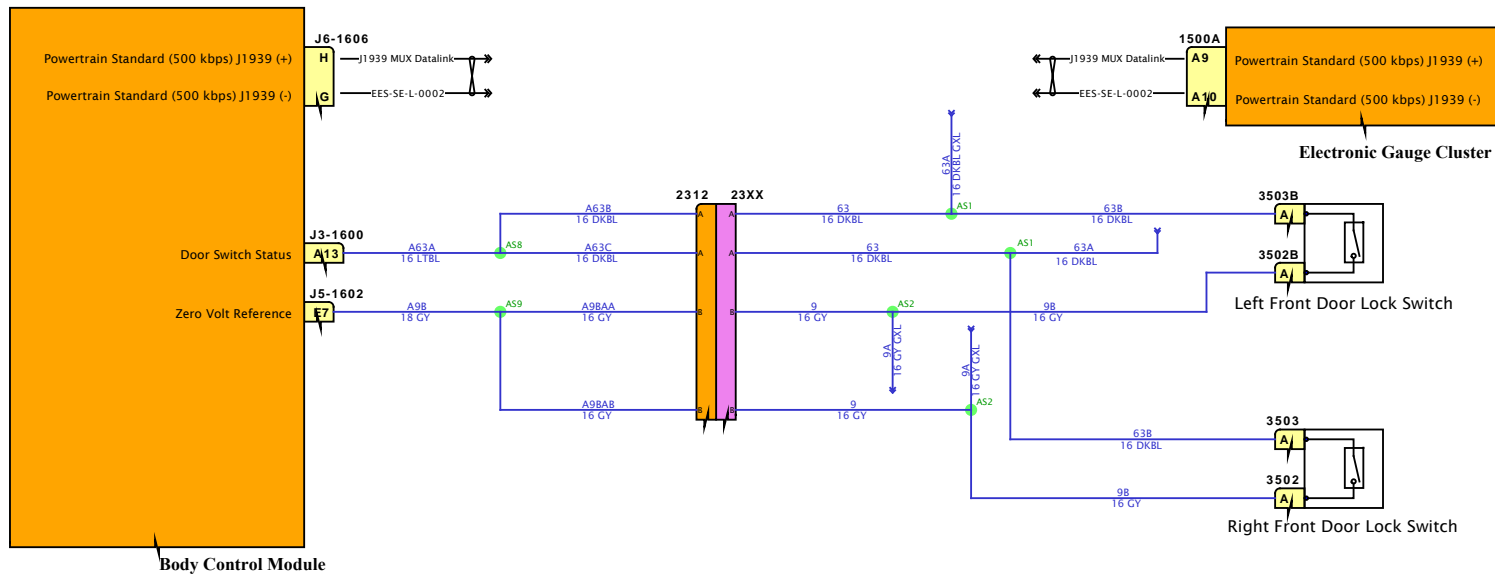 J6-1606
Powertrain Standard (500 kbps) J1939 (+)
H
J1939 MUX Datalink
Powertrain Standard (500 kbps) J1939 (-)
G
EES-SE-L-0002
1500A
J1939 MUX Datalink
A9
Powertrain Standard (500 kbps) J1939 (+)
EES-SE-L-0002
A10
Powertrain Standard (500 kbps) J1939 (-)
Electronic Gauge Cluster
63A
16 DKBL GXL
2312
23XX
3503B
A63B
16 DKBL
A
A
63
16 DKBL
AS1
63B
16 DKBL
A
J3-1600
Door Switch Status
A13
A63A
16 LTBL
AS8
A63C
16 DKBL
A
A
63
16 DKBL
AS1
63A
16 DKBL
3502B
A
Left Front Door Lock Switch
J5-1602
Zero Volt Reference
E7
A9B
18 GY
AS9
A9BAA
16 GY
B
B
9
16 GY
AS2
9B
16 GY
9A
16 GY GXL
9A
16 GY GXL
A9BAB
16 GY
B
B
9
16 GY
AS2
3503
63B
16 DKBL
A
3502
9B
16 GY
A
Right Front Door Lock Switch
Body Control Module